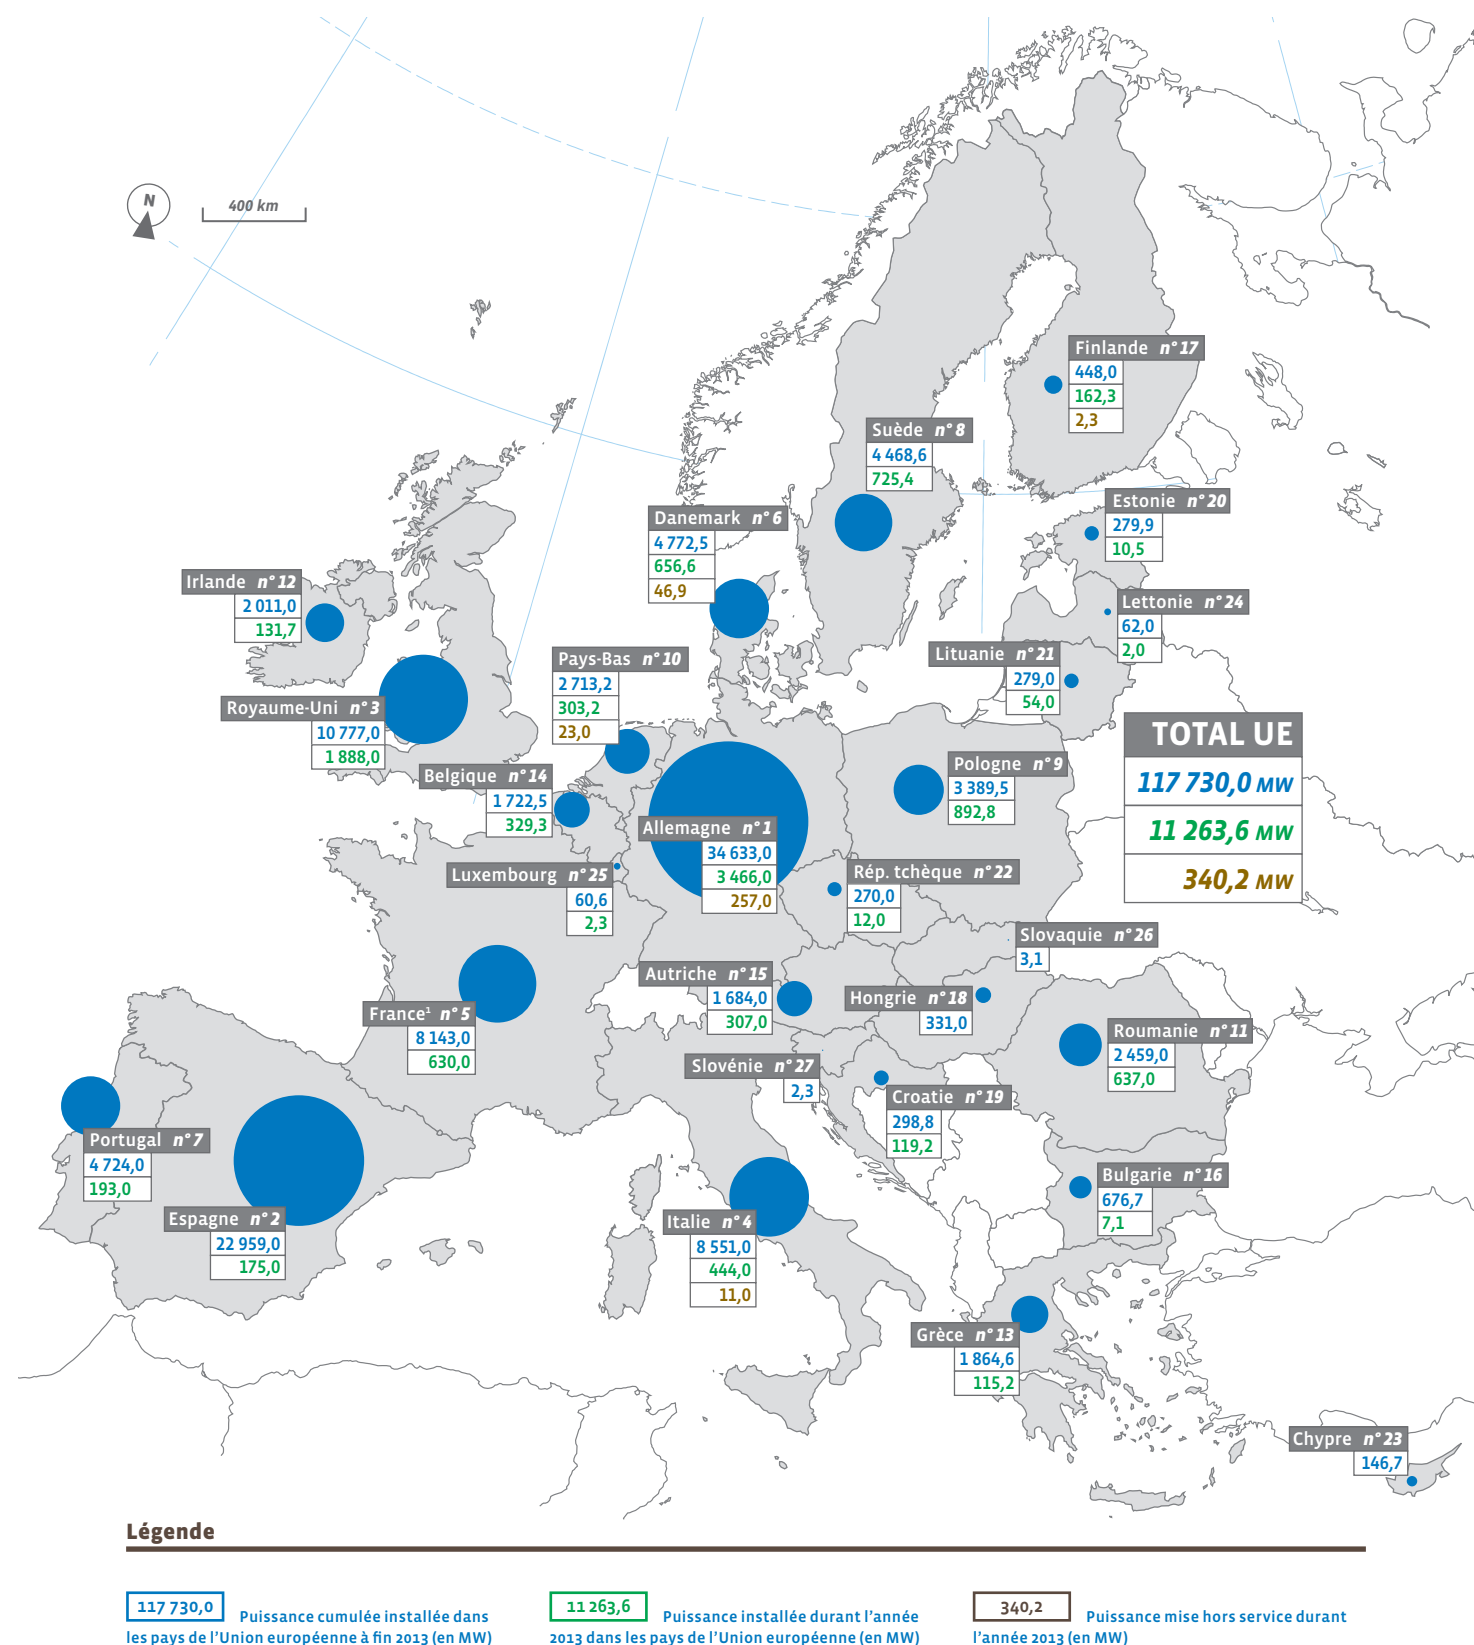 N
400 km
Finlande n° 17
448,0
162,3
2,3
Suède n° 8
4 468,6
725,4
Estonie n° 20
279,9
10,5
Danemark n° 6
4 772,5
656,6
46,9
Irlande n° 12
2 011,0
131,7
Lettonie n° 24
62,0
2,0
Lituanie n° 21
279,0
54,0
Pays-Bas n° 10
2 713,2
303,2
23,0
Royaume-Uni n° 3
10 777,0
1 888,0
TOTAL UE
117 730,0 MW
11 263,6 MW
340,2 MW
Pologne n° 9
3 389,5
892,8
Belgique n° 14
1 722,5
329,3
Allemagne n° 1
34 633,0
3 466,0
257,0
Luxembourg n° 25
60,6
2,3
Rép. tchèque n° 22
270,0
12,0
Slovaquie n° 26
3,1
Autriche n° 15
1 684,0
307,0
Hongrie n° 18
331,0
France¹ n° 5
8 143,0
630,0
Roumanie n° 11
2 459,0
637,0
Slovénie n° 27
2,3
Croatie n° 19
298,8
119,2
Portugal n° 7
4 724,0
193,0
Bulgarie n° 16
676,7
7,1
Espagne n° 2
22 959,0
175,0
Italie n° 4
8 551,0
444,0
11,0
Grèce n° 13
1 864,6
115,2
Chypre n° 23
146,7
Légende
117 730,0 Puissance cumulée installée dans
les pays de l'Union européenne à fin 2013 (en MW)
11 263,6 Puissance installée durant l'année
2013 dans les pays de l'Union européenne (en MW)
340,2 Puissance mise hors service durant
l'année 2013 (en MW)